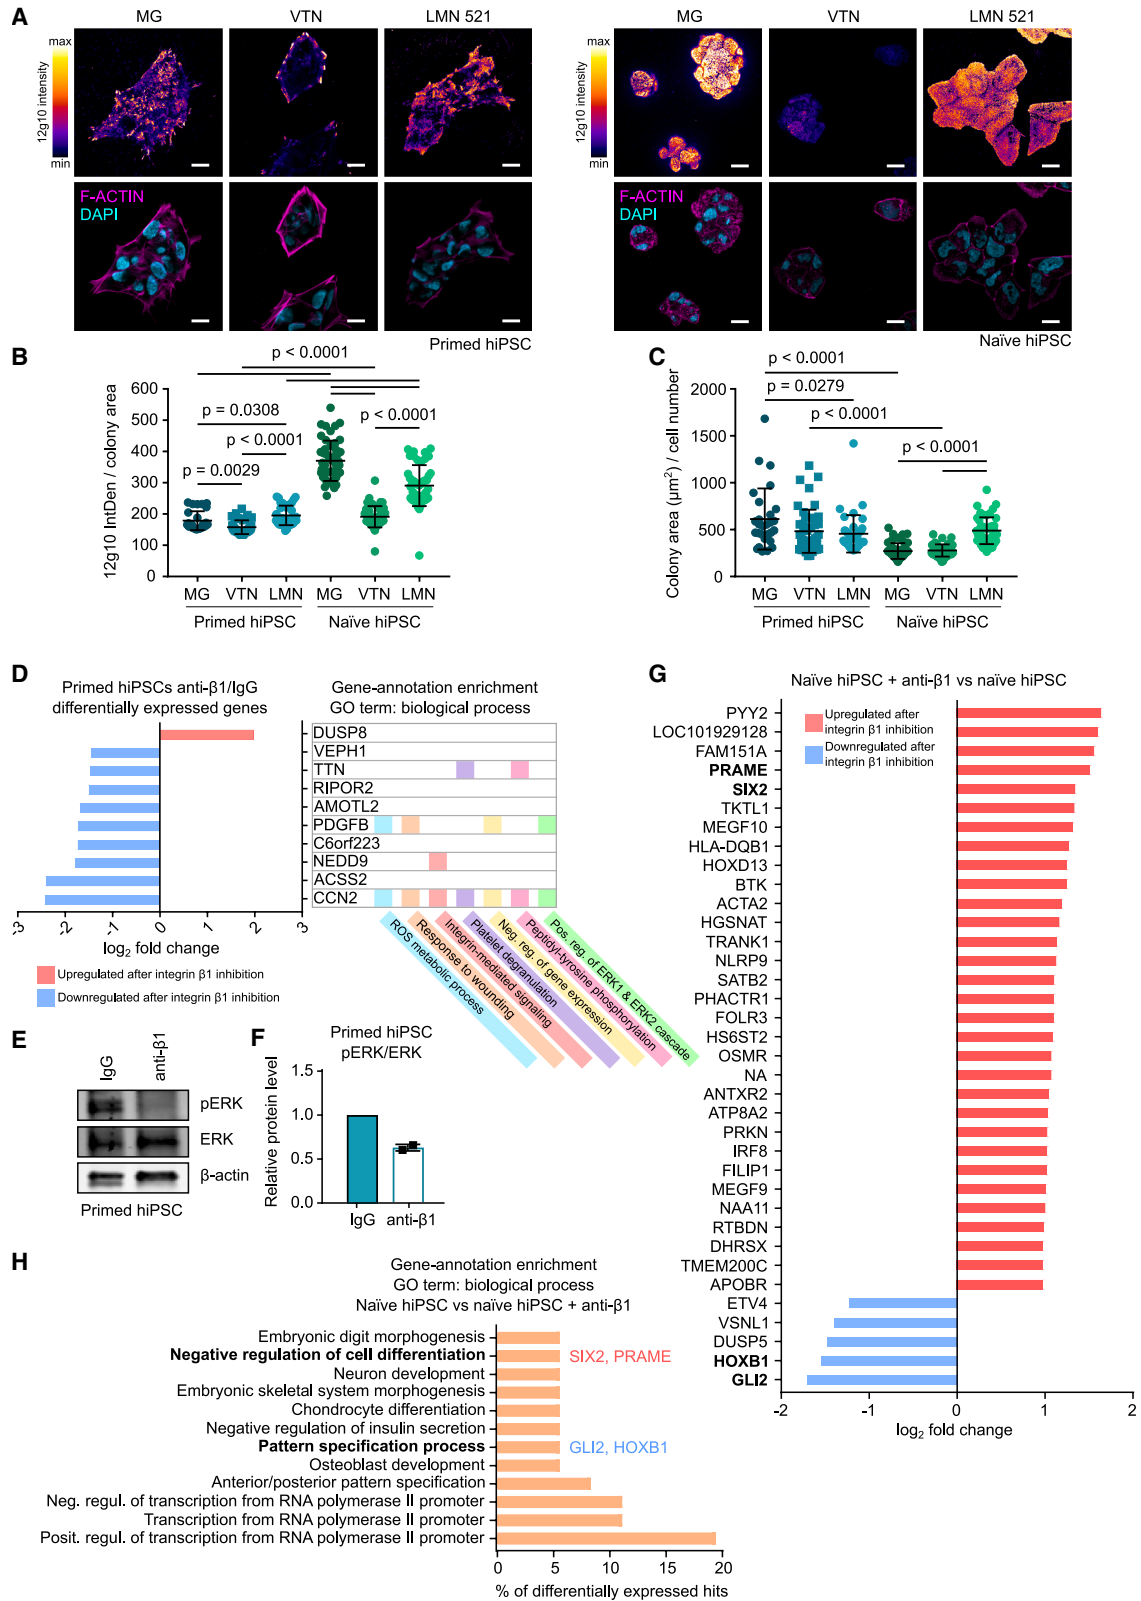 A
MG
VTN
LMN 521
MG
VTN
LMN 521
max
12g10 intensity
min
max
12g10 intensity
min
F-ACTIN
DAPI
F-ACTIN
DAPI
Primed hiPSC
Naïve hiPSC
B
p < 0.0001
p = 0.0308
p < 0.0001
p < 0.0001
p = 0.0029
12g10 IntDen / colony area
600
500
400
300
200
100
0
MG VTN LMN MG VTN LMN
Primed hiPSC Naïve hiPSC
C
p < 0.0001
p = 0.0279
p < 0.0001
p < 0.0001
Colony area (µm²) / cell number
2000
1500
1000
500
0
MG VTN LMN MG VTN LMN
Primed hiPSC Naïve hiPSC
D
Primed hiPSCs anti-β1/IgG
differentially expressed genes
-3 -2 -1 0 1 2 3
log₂ fold change
Upregulated after integrin β1 inhibition
Downregulated after integrin β1 inhibition
Gene-annotation enrichment
GO term: biological process
DUSP8
VEPH1
TTN
RIPOR2
AMOTL2
PDGFB
C6orf223
NEDD9
ACSS2
CCN2
ROS metabolic process
Response to wounding
Integrin-mediated signaling
Platelet degranulation
Neg. reg. of gene expression
Peptidyl-tyrosine phosphorylation
Pos. reg. of ERK1 & ERK2 cascade
E
IgG
anti-β1
pERK
ERK
β-actin
Primed hiPSC
F
Primed hiPSC
pERK/ERK
Relative protein level
1.5
1.0
0.5
0.0
IgG anti-β1
G
Naïve hiPSC + anti-β1 vs naïve hiPSC
Upregulated after
integrin β1 inhibition
Downregulated after
integrin β1 inhibition
PYY2
LOC101929128
FAM151A
PRAME
SIX2
TKTL1
MEGF10
HLA-DQB1
HOXD13
BTK
ACTA2
HGSNAT
TRANK1
NLRP9
SATB2
PHACTR1
FOLR3
HS6ST2
OSMR
NA
ANTXR2
ATP8A2
PRKN
IRF8
FILIP1
MEGF9
NAA11
RTBDN
DHRSX
TMEM200C
APOBR
ETV4
VSNL1
DUSP5
HOXB1
GLI2
-2 -1 0 1 2
log₂ fold change
H
Gene-annotation enrichment
GO term: biological process
Naïve hiPSC vs naïve hiPSC + anti-β1
Embryonic digit morphogenesis
Negative regulation of cell differentiation SIX2, PRAME
Neuron development
Embryonic skeletal system morphogenesis
Chondrocyte differentiation
Negative regulation of insulin secretion
Pattern specification process GLI2, HOXB1
Osteoblast development
Anterior/posterior pattern specification
Neg. regul. of transcription from RNA polymerase II promoter
Transcription from RNA polymerase II promoter
Posit. regul. of transcription from RNA polymerase II promoter
0 5 10 15 20
% of differentially expressed hits